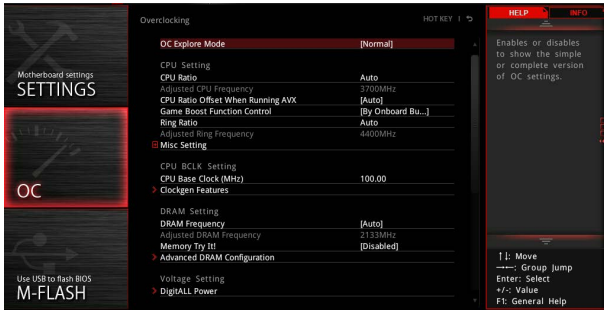 Overclocking
HOT KEY | ⮌
HELP
INFO
OC Explore Mode [Normal]
CPU Setting
CPU Ratio Auto
Adjusted CPU Frequency 3700MHz
CPU Ratio Offset When Running AVX [Auto]
Game Boost Function Control [By Onboard Bu...]
Ring Ratio Auto
Adjusted Ring Frequency 4400MHz
Misc Setting
CPU BCLK Setting
CPU Base Clock (MHz) 100.00
Clockgen Features
DRAM Setting
DRAM Frequency [Auto]
Adjusted DRAM Frequency 2133MHz
Memory Try It! [Disabled]
Advanced DRAM Configuration
Voltage Setting
DigitALL Power
Motherboard settings
SETTINGS
OC
Use USB to flash BIOS
M-FLASH
Enables or disables
to show the simple
or complete version
of OC settings.
↑↓: Move
→←: Group Jump
Enter: Select
+/-: Value
F1: General Help